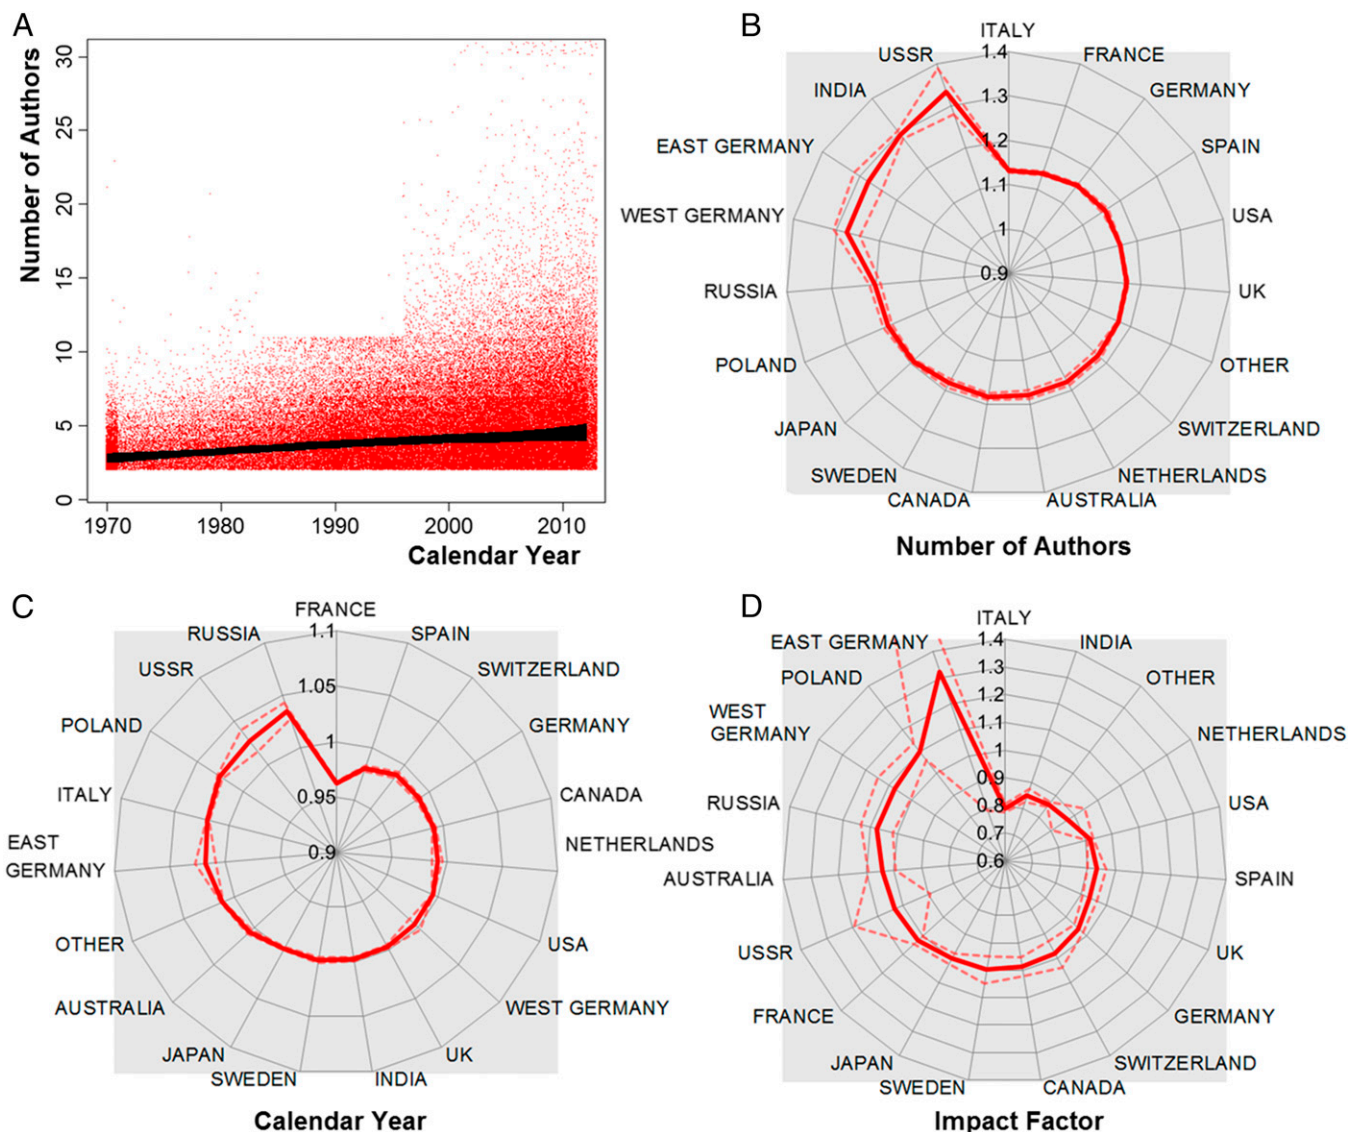 A
Number of Authors
30
25
20
15
10
5
0
1970
1980
1990
2000
2010
Calendar Year
B
ITALY
FRANCE
GERMANY
SPAIN
USA
UK
OTHER
SWITZERLAND
NETHERLANDS
AUSTRALIA
CANADA
SWEDEN
JAPAN
POLAND
RUSSIA
WEST GERMANY
EAST GERMANY
INDIA
USSR
1.4
1.3
1.2
1.1
1
0.9
Number of Authors
C
FRANCE
SPAIN
SWITZERLAND
GERMANY
CANADA
NETHERLANDS
USA
WEST GERMANY
UK
INDIA
SWEDEN
JAPAN
AUSTRALIA
OTHER
EAST
GERMANY
ITALY
POLAND
USSR
RUSSIA
1.1
1.05
1
0.95
0.9
Calendar Year
D
ITALY
INDIA
OTHER
NETHERLANDS
USA
SPAIN
UK
GERMANY
SWITZERLAND
CANADA
SWEDEN
JAPAN
FRANCE
USSR
AUSTRALIA
RUSSIA
WEST
GERMANY
POLAND
EAST GERMANY
1.4
1.3
1.2
1.1
1
0.9
0.8
0.7
0.6
Impact Factor